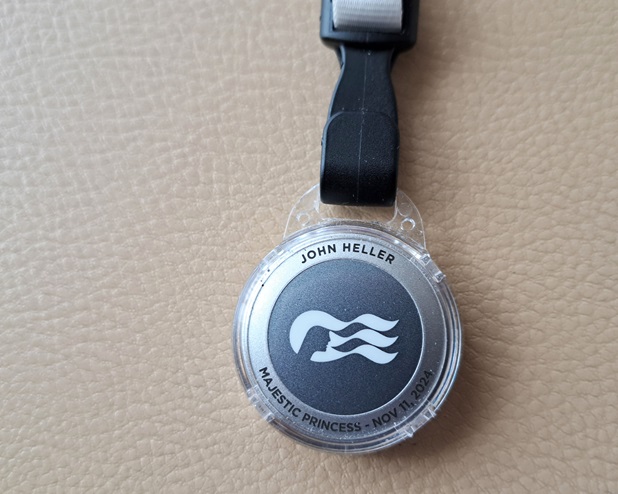 JOHN HELLER
MAJESTIC PRINCESS - NOV 11, 2024